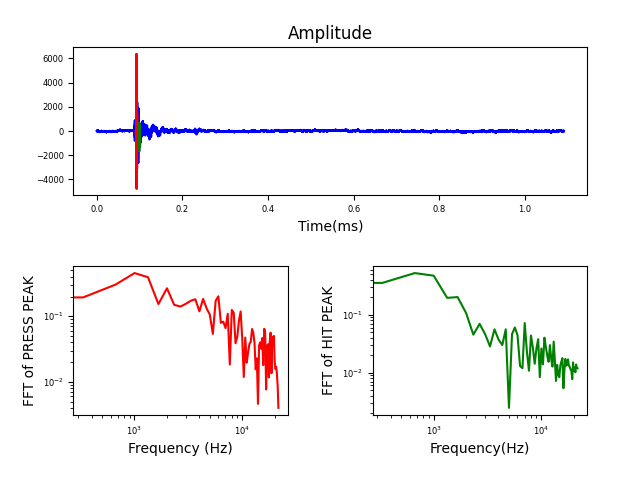 Amplitude
6000
4000
2000
0
−2000
−4000
0.0 0.2 0.4 0.6 0.8 1.0
Time(ms)
FFT of PRESS PEAK
10⁻¹
10⁻²
10³ 10⁴
Frequency (Hz)
FFT of HIT PEAK
10⁻¹
10⁻²
10³ 10⁴
Frequency(Hz)